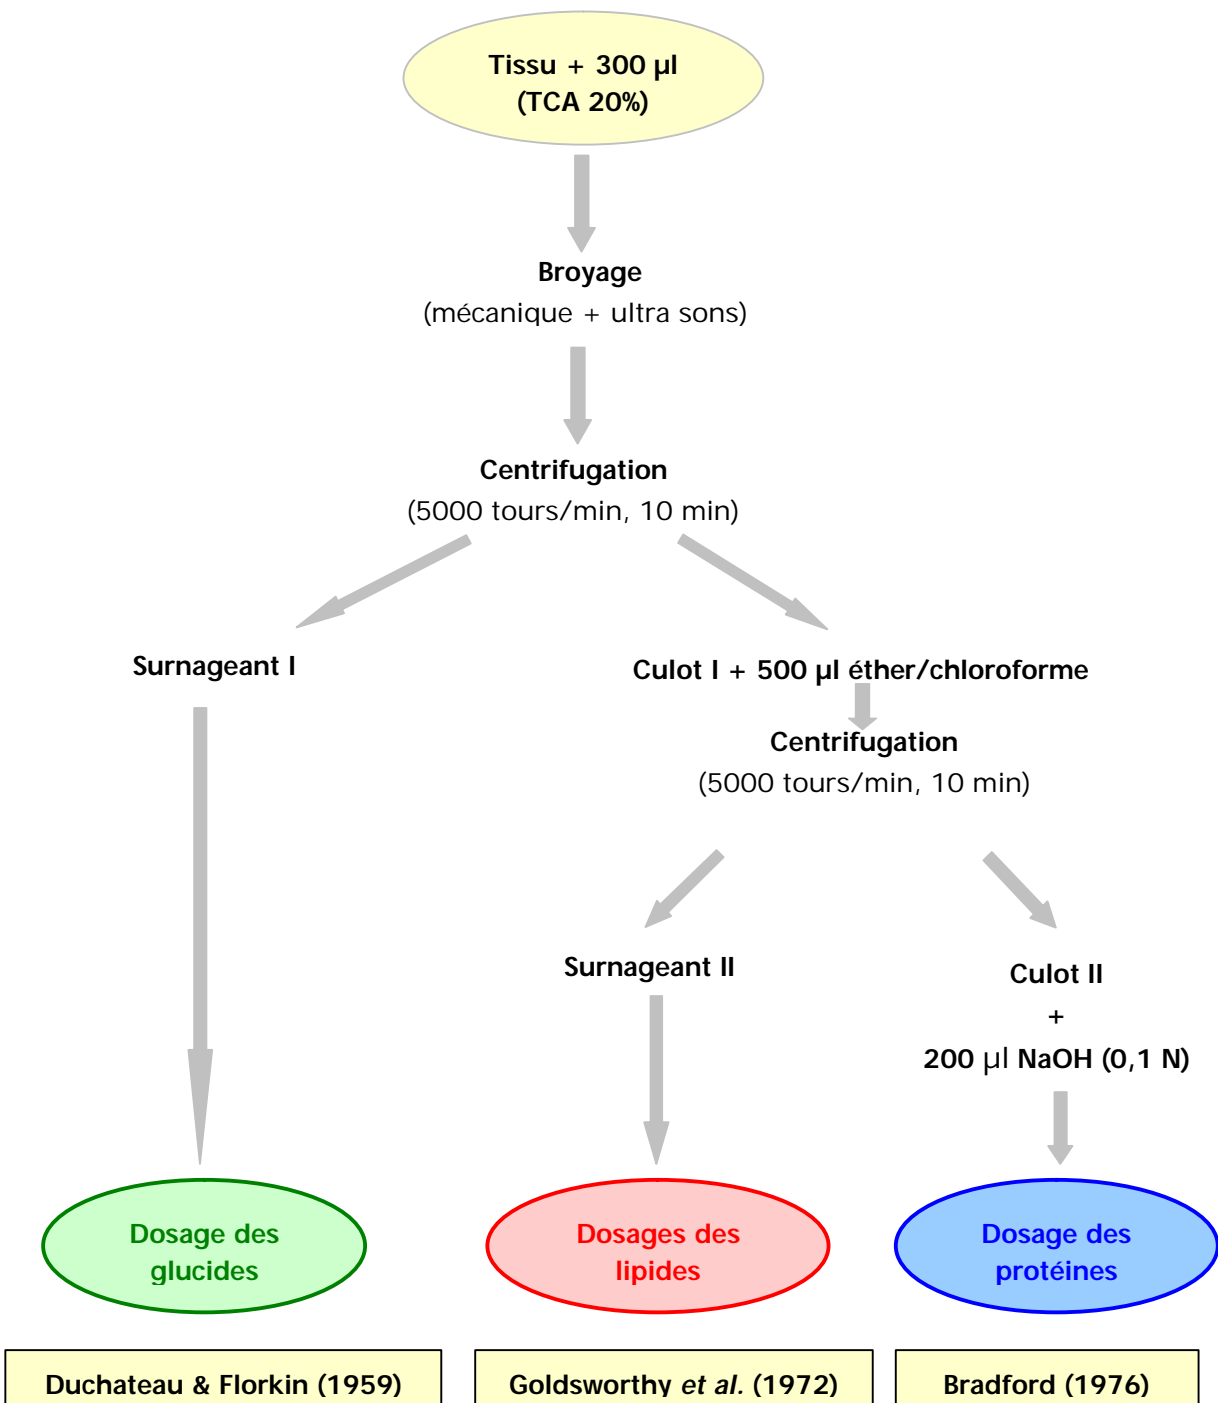 Tissu + 300 µl
(TCA 20%)
Broyage
(mécanique + ultra sons)
Centrifugation
(5000 tours/min, 10 min)
Surnageant I
Culot I + 500 µl éther/chloroforme
Centrifugation
(5000 tours/min, 10 min)
Surnageant II
Culot II
+
200 µl NaOH (0,1 N)
Dosage des
glucides
Dosages des
lipides
Dosage des
protéines
Duchateau & Florkin (1959)
Goldsworthy et al. (1972)
Bradford (1976)